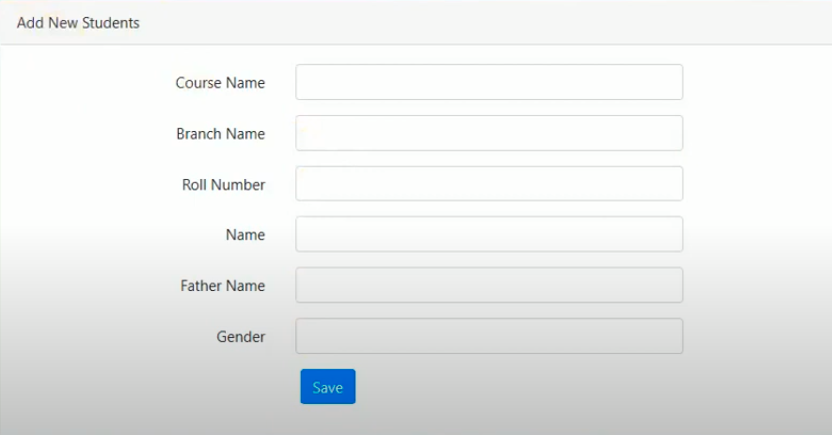 Add New Students
Course Name
Branch Name
Roll Number
Name
Father Name
Gender
Save